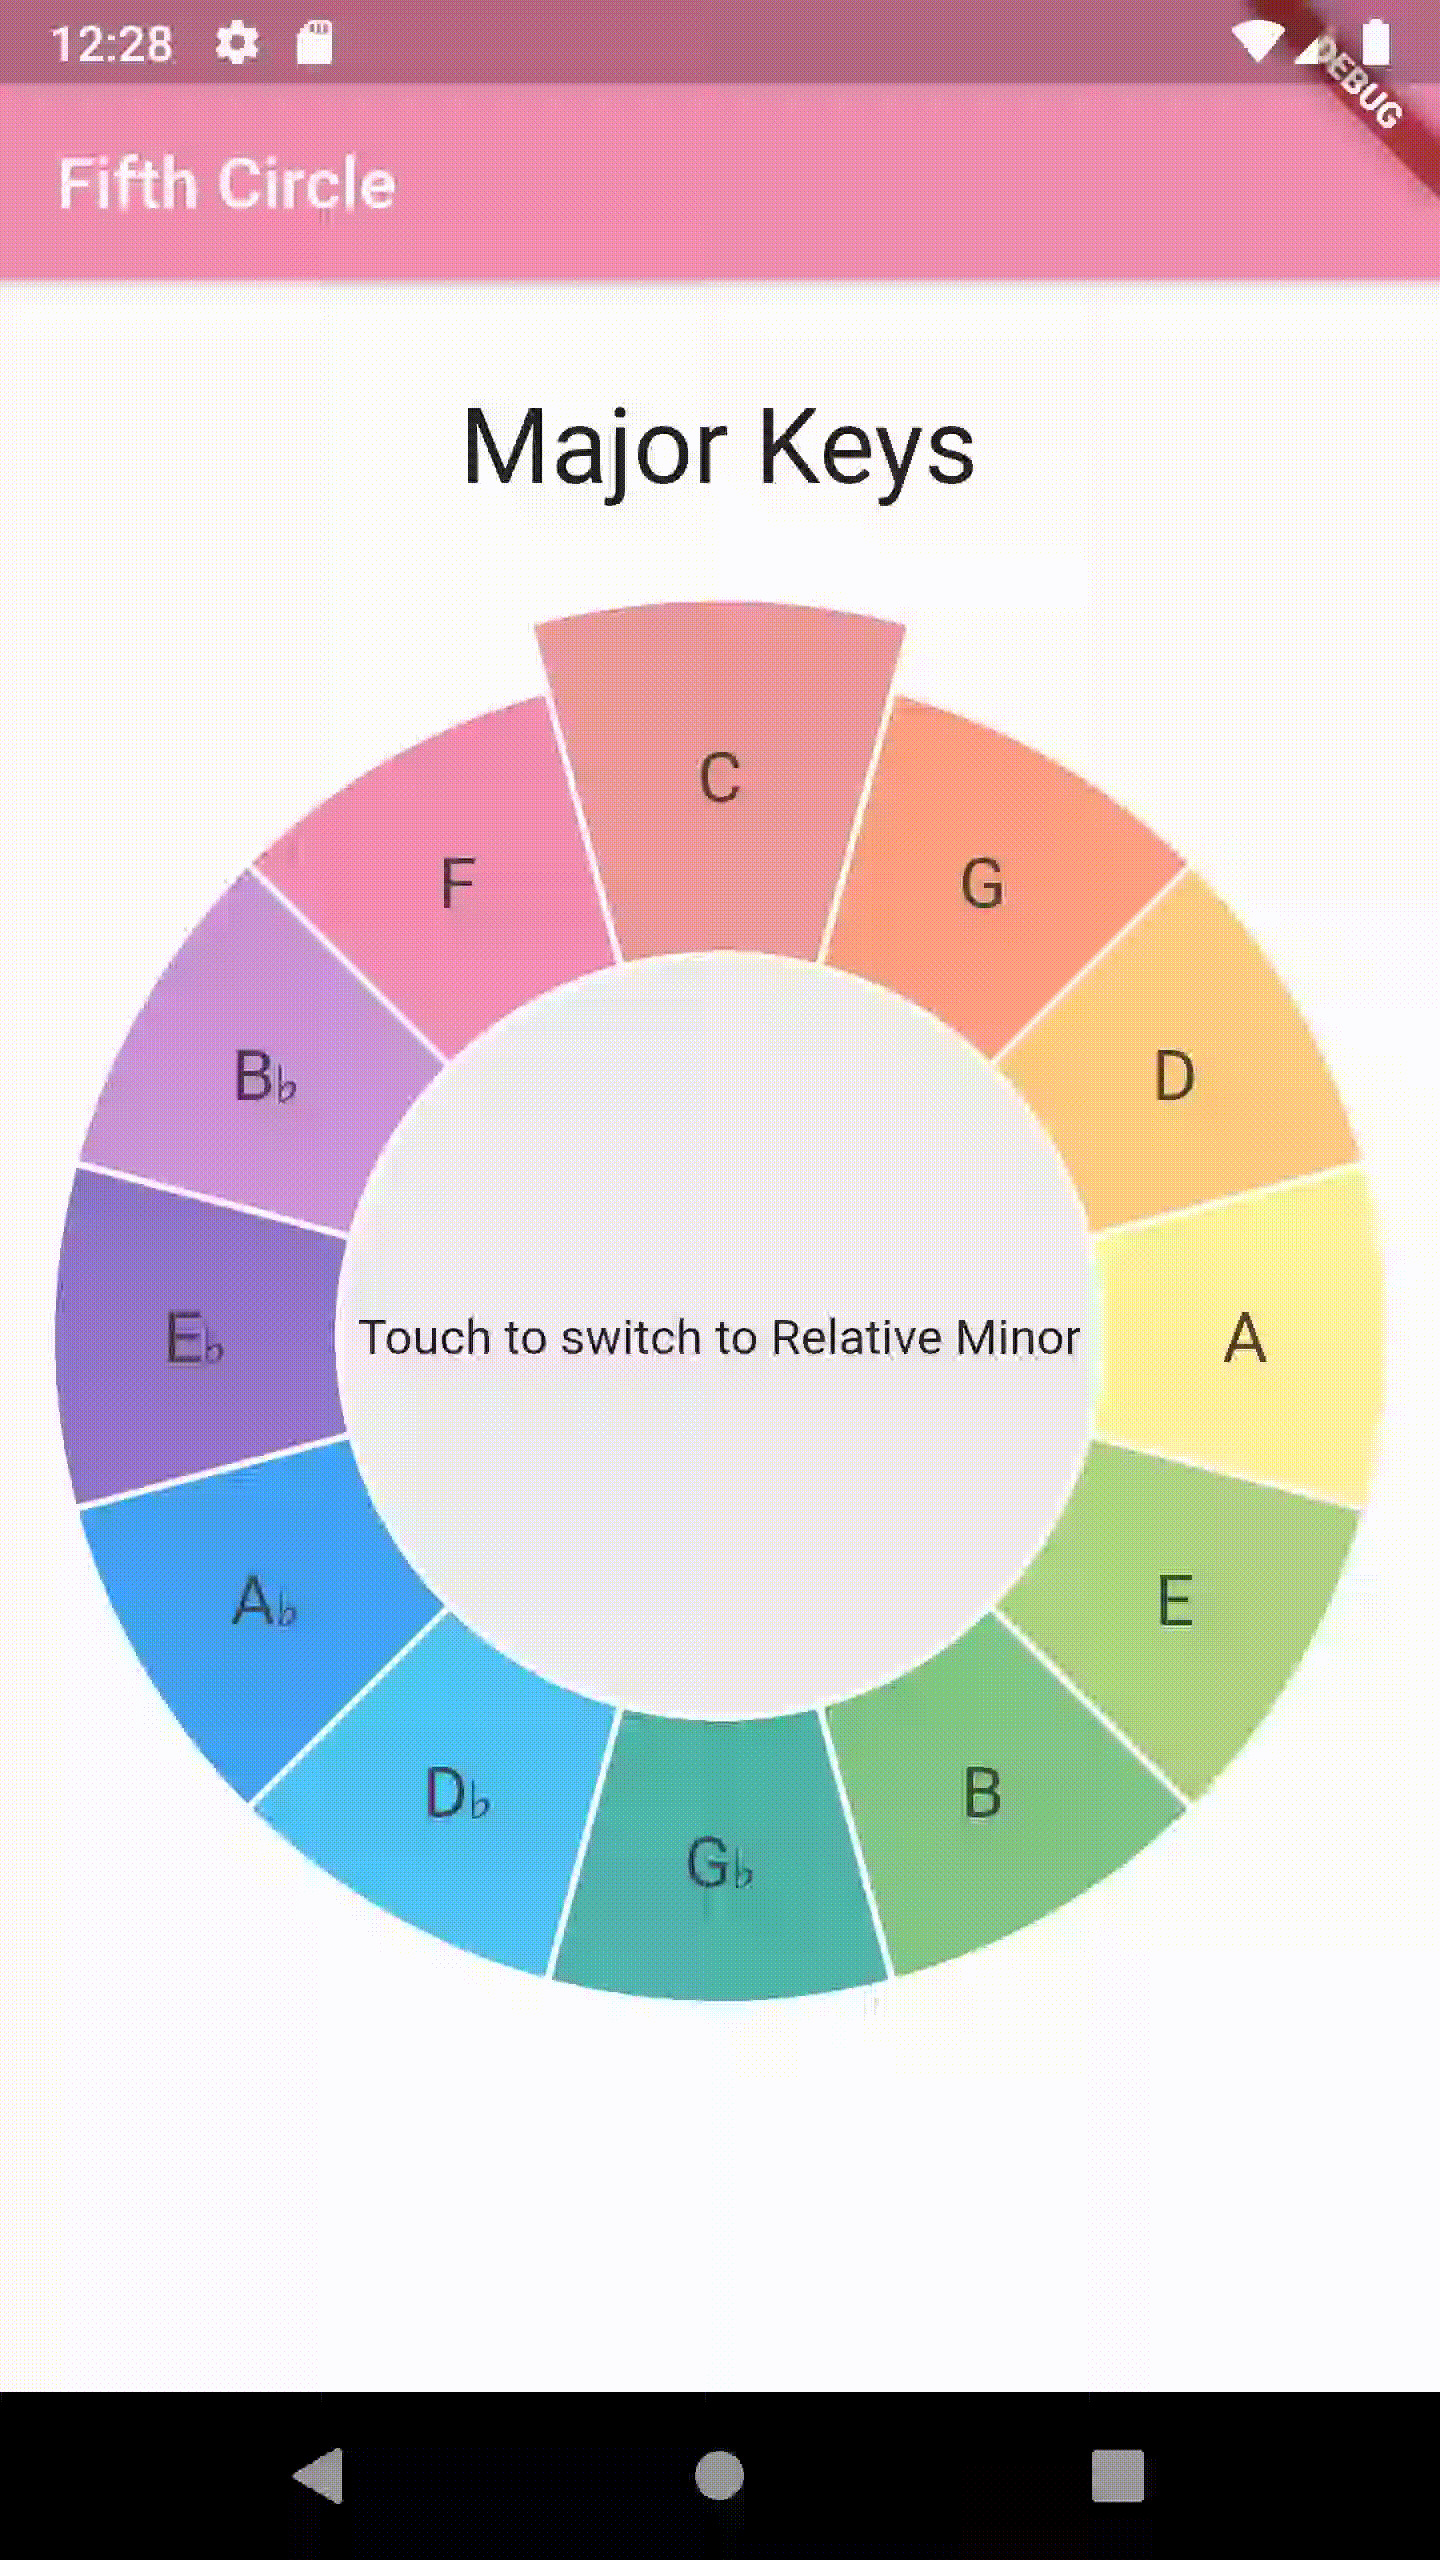 12:28
DEBUG
Fifth Circle
Major Keys
C
F
G
B♭
D
E♭
Touch to switch to Relative Minor
A
A♭
E
D♭
B
G♭